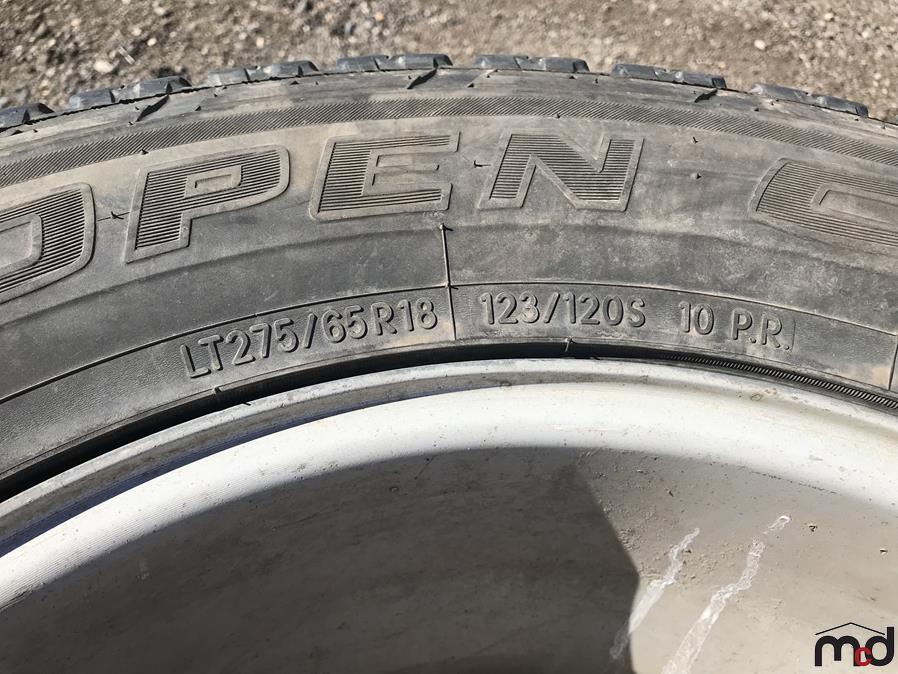 OPEN C
LT275/65R18 123/120S 10 P.R.
mcd